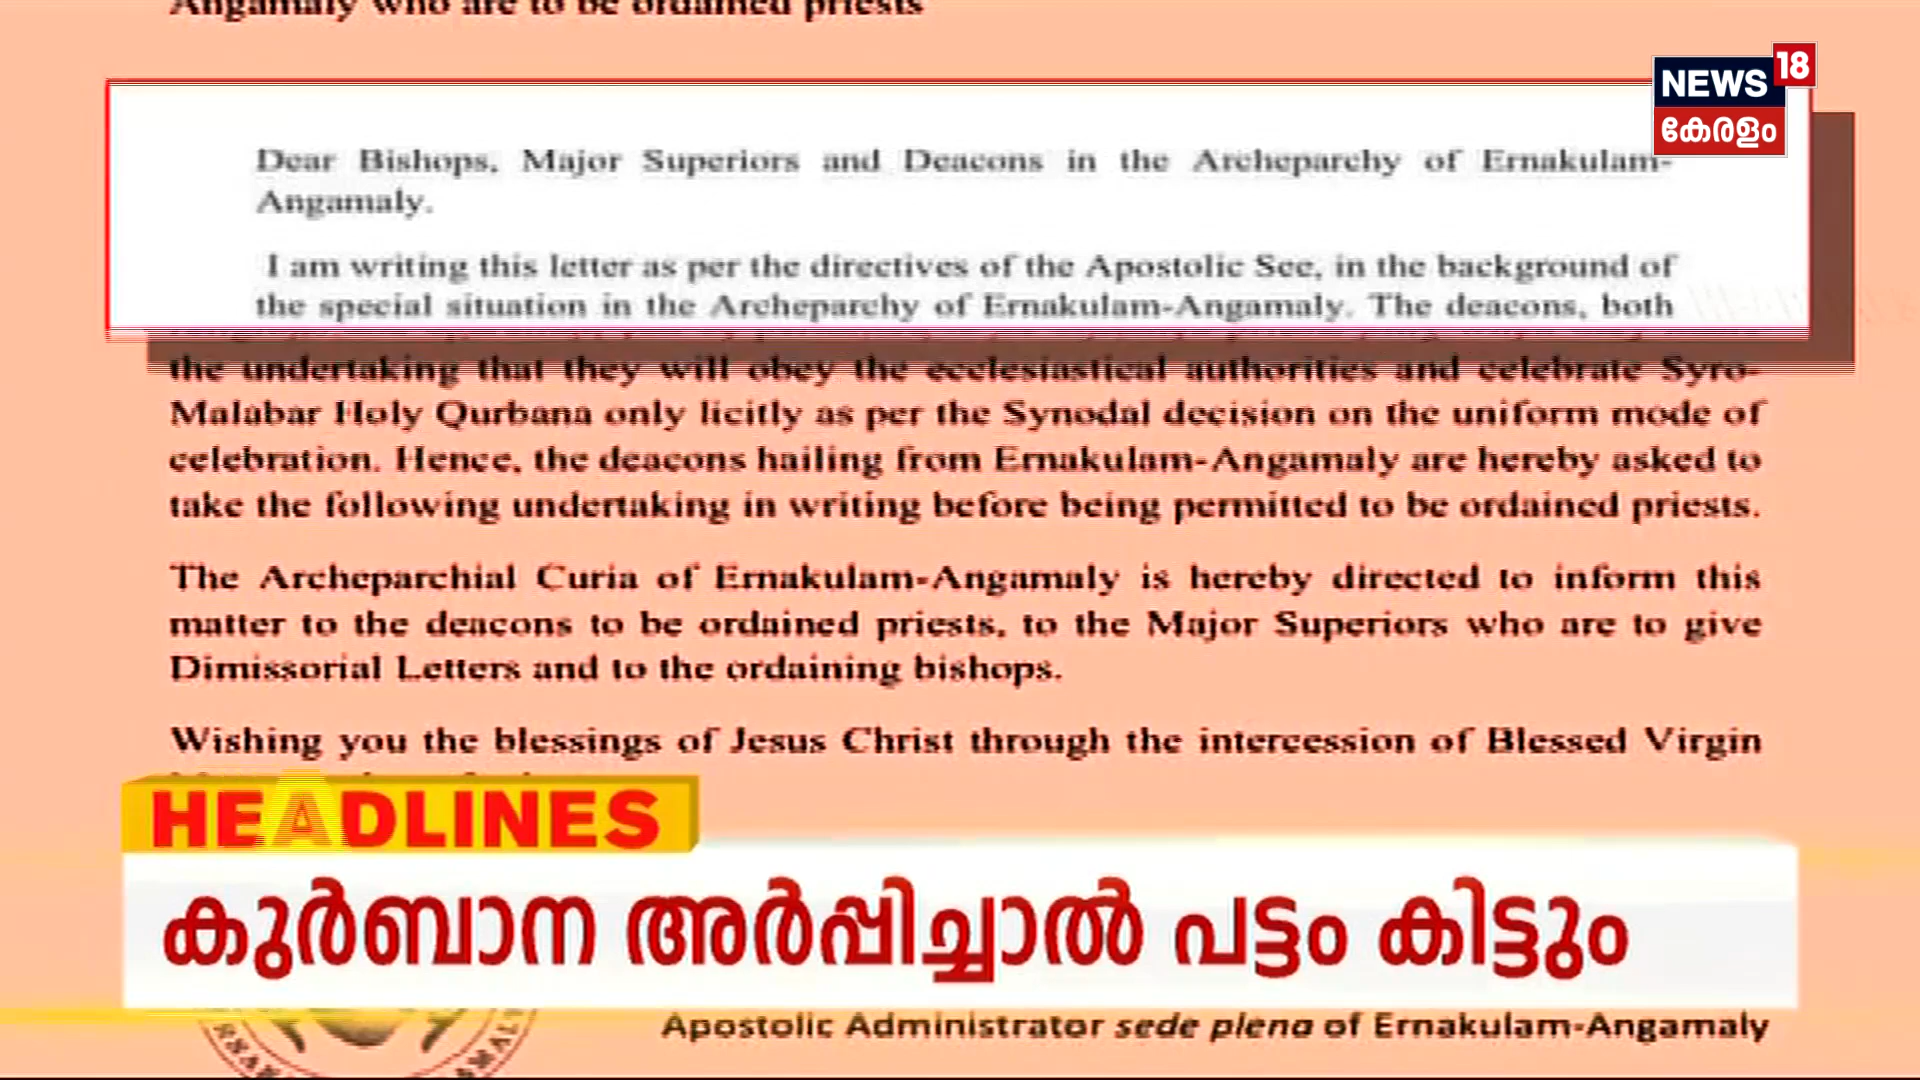 Angamaly who are to be ordained priests
NEWS 18
കേരളം
Dear Bishops, Major Superiors and Deacons in the Archeparchy of Ernakulam-
Angamaly.
I am writing this letter as per the directives of the Apostolic See, in the background of
the special situation in the Archeparchy of Ernakulam-Angamaly. The deacons, both
the undertaking that they will obey the ecclesiastical authorities and celebrate Syro-
Malabar Holy Qurbana only licitly as per the Synodal decision on the uniform mode of
celebration. Hence, the deacons hailing from Ernakulam-Angamaly are hereby asked to
take the following undertaking in writing before being permitted to be ordained priests.
The Archeparchial Curia of Ernakulam-Angamaly is hereby directed to inform this
matter to the deacons to be ordained priests, to the Major Superiors who are to give
Dimissorial Letters and to the ordaining bishops.
Wishing you the blessings of Jesus Christ through the intercession of Blessed Virgin
HEADLINES
കുർബാന അർപ്പിച്ചാൽ പട്ടം കിട്ടും
Apostolic Administrator sede plena of Ernakulam-Angamaly